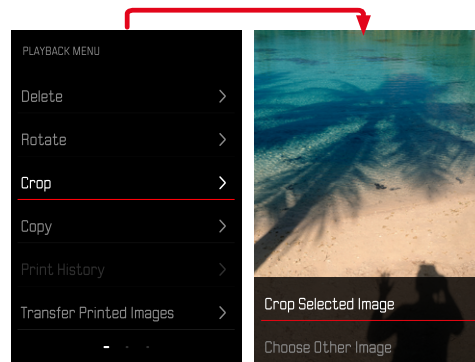 PLAYBACK MENU
Delete
Rotate
Crop
Copy
Print History
Transfer Printed Images
Crop Selected Image
Choose Other Image